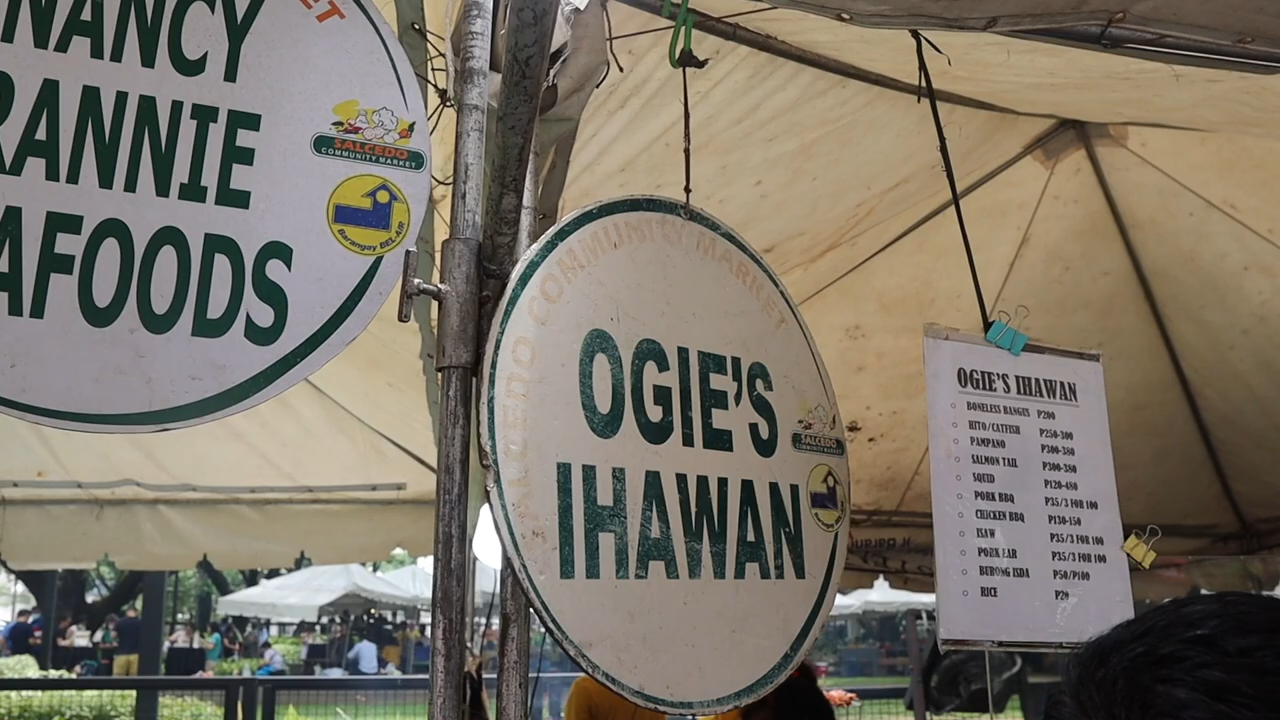 NANCY
RANNIE
AFOODS
SALCEDO
COMMUNITY MARKET
Barangay BEL-AIR
SALCEDO COMMUNITY MARKET
OGIE'S
IHAWAN
SALCEDO
COMMUNITY MARKET
Barangay
OGIE'S IHAWAN
BONELESS BANGUS P200
HITO/CATFISH P250-300
PAMPANO P300-380
SALMON TAIL P300-380
SQUID P120-480
PORK BBQ P35/3 FOR 100
CHICKEN BBQ P130-150
ISAW P35/3 FOR 100
PORK EAR P35/3 FOR 100
BURONG ISDA P50/P100
RICE P20